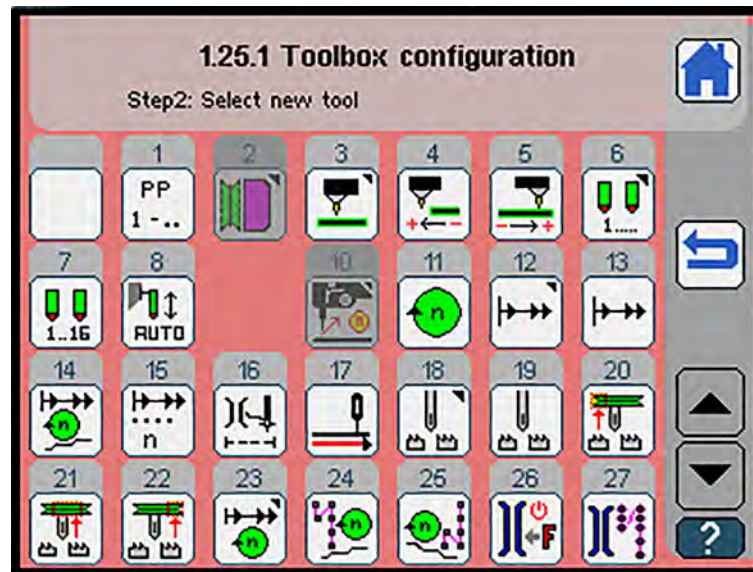 1.25.1 Toolbox configuration
Step2: Select new tool
1 2 3 4 5 6
PP
1 -..
1.....
7 8 10 11 12 13
1..16
AUTO
n
n
14 15 16 17 18 19 20
n
n
21 22 23 24 25 26 27
n
n
n
F
?